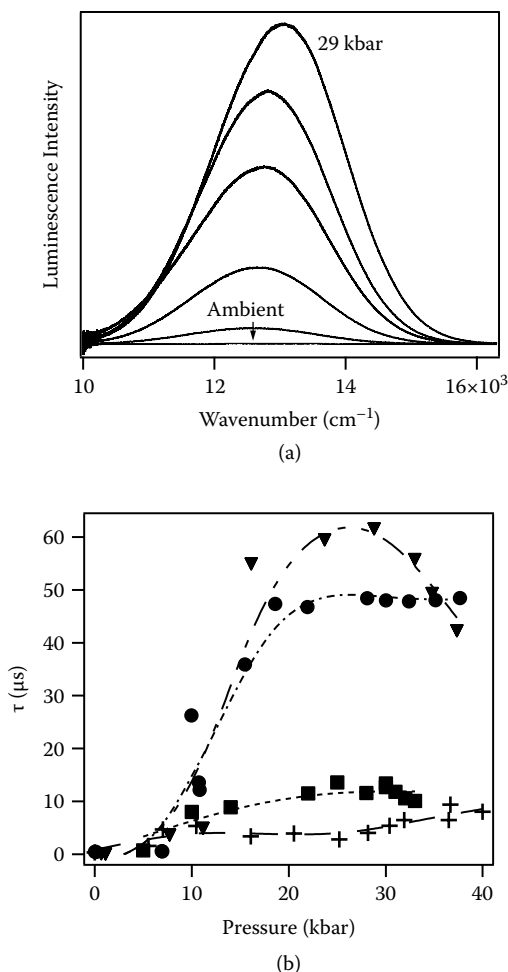 29 kbar
Luminescence Intensity
Ambient
10 12 14 16×10³
Wavenumber (cm⁻¹)
(a)
60
50
40
30
20
10
0
τ (μs)
0 10 20 30 40
Pressure (kbar)
(b)